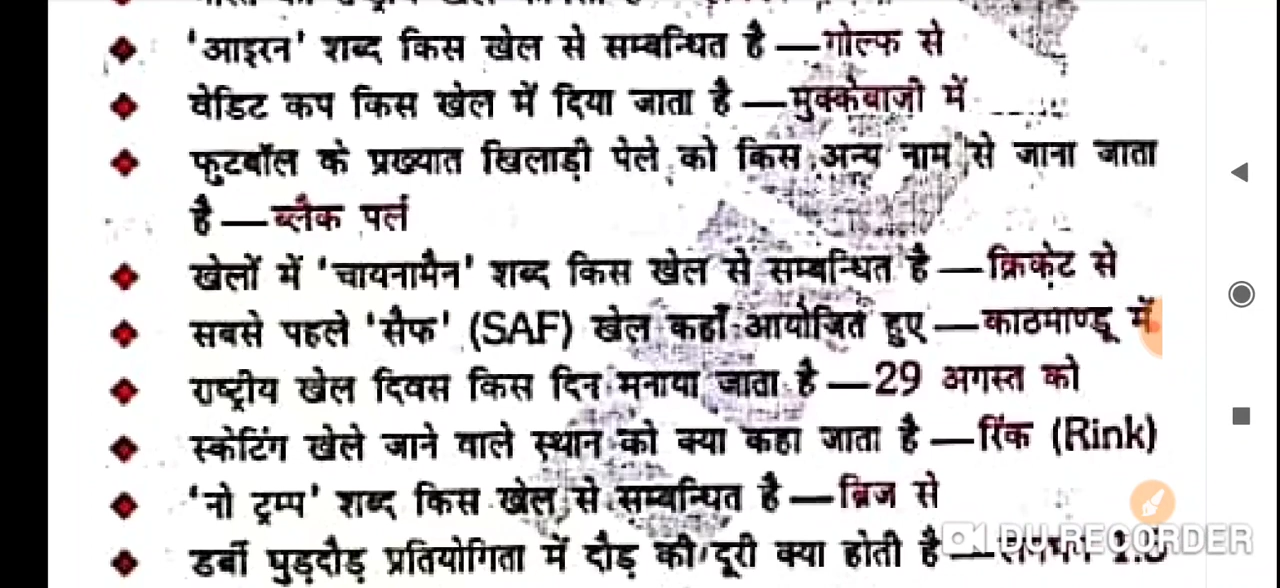 'आइरन' शब्द किस खेल से सम्बन्धित है—गोल्फ से
वेडिट कप किस खेल में दिया जाता है—मुक्केबाजी में
फुटबॉल के प्रख्यात खिलाड़ी पेले को किस अन्य नाम से जाना जाता
है—ब्लैक पर्ल
खेलों में 'चायनामैन' शब्द किस खेल से सम्बन्धित है—क्रिकेट से
सबसे पहले 'सैफ' (SAF) खेल कहाँ आयोजित हुए—काठमाण्डू में
राष्ट्रीय खेल दिवस किस दिन मनाया जाता है—29 अगस्त को
स्केटिंग खेले जाने वाले स्थान को क्या कहा जाता है—रिंक (Rink)
'नो ट्रम्प' शब्द किस खेल से सम्बन्धित है—ब्रिज से
डर्बी घुड़दौड़ प्रतियोगिता में दौड़ की दूरी क्या होती है—
DU RECORDER